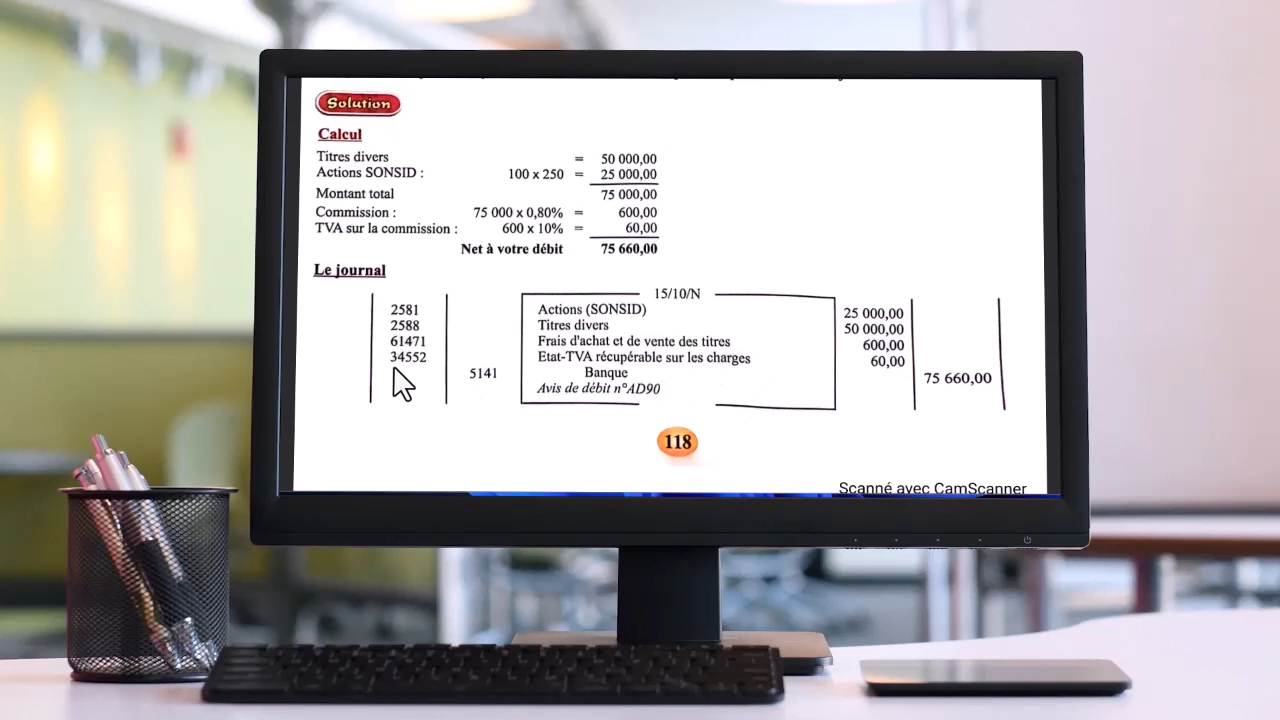 Solution
Calcul
Titres divers = 50 000,00
Actions SONSID : 100 x 250 = 25 000,00
Montant total 75 000,00
Commission : 75 000 x 0,80% = 600,00
TVA sur la commission : 600 x 10% = 60,00
Net à votre débit 75 660,00
Le journal
15/10/N
2581 Actions (SONSID) 25 000,00
2588 Titres divers 50 000,00
61471 Frais d'achat et de vente des titres 600,00
34552 Etat-TVA récupérable sur les charges 60,00
5141 Banque 75 660,00
Avis de débit n°AD90
118
Scanné avec CamScanner